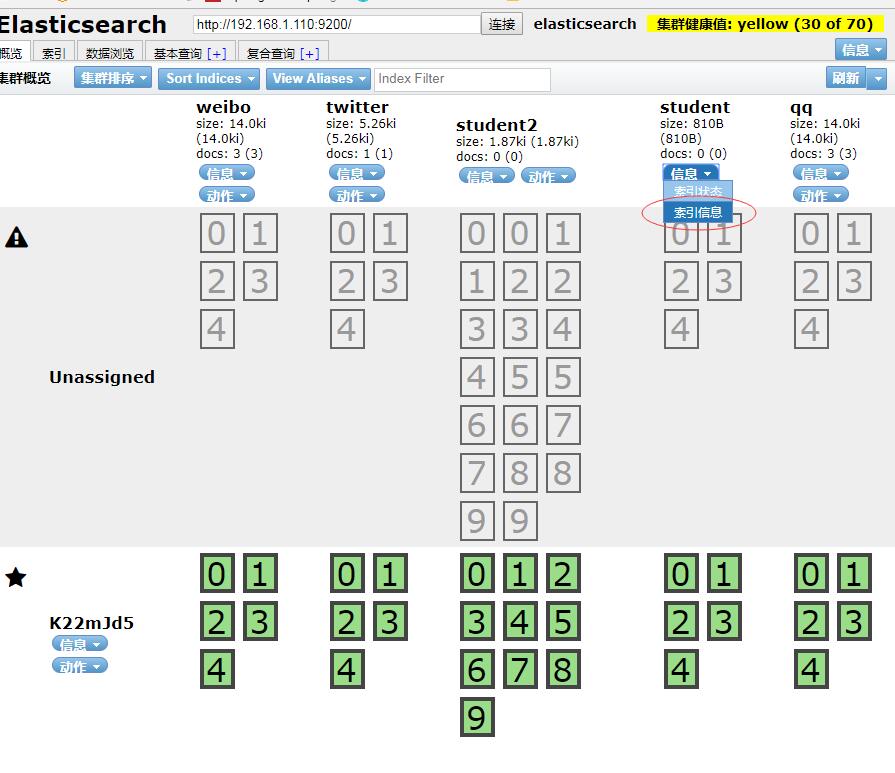 Elasticsearch http://192.168.1.110:9200/ 连接 elasticsearch 集群健康值: yellow (30 of 70)
概览 索引 数据浏览 基本查询 [+] 复合查询 [+] 信息
集群概览 集群排序 Sort Indices View Aliases Index Filter 刷新
weibo
size: 14.0ki
(14.0ki)
docs: 3 (3)
信息
动作
twitter
size: 5.26ki
(5.26ki)
docs: 1 (1)
信息
动作
student2
size: 1.87ki (1.87ki)
docs: 0 (0)
信息 动作
student
size: 810B
(810B)
docs: 0 (0)
信息
索引状态
索引信息
qq
size: 14.0ki
(14.0ki)
docs: 3 (3)
信息
动作
Unassigned
0 1 0 1 0 0 1 0 1 0 1
2 3 2 3 1 2 2 2 3 2 3
4 4 3 3 4 4 4
4 5 5
6 6 7
7 8 8
9 9
K22mJd5
信息
动作
0 1 0 1 0 1 2 0 1 0 1
2 3 2 3 3 4 5 2 3 2 3
4 4 6 7 8 4 4
9